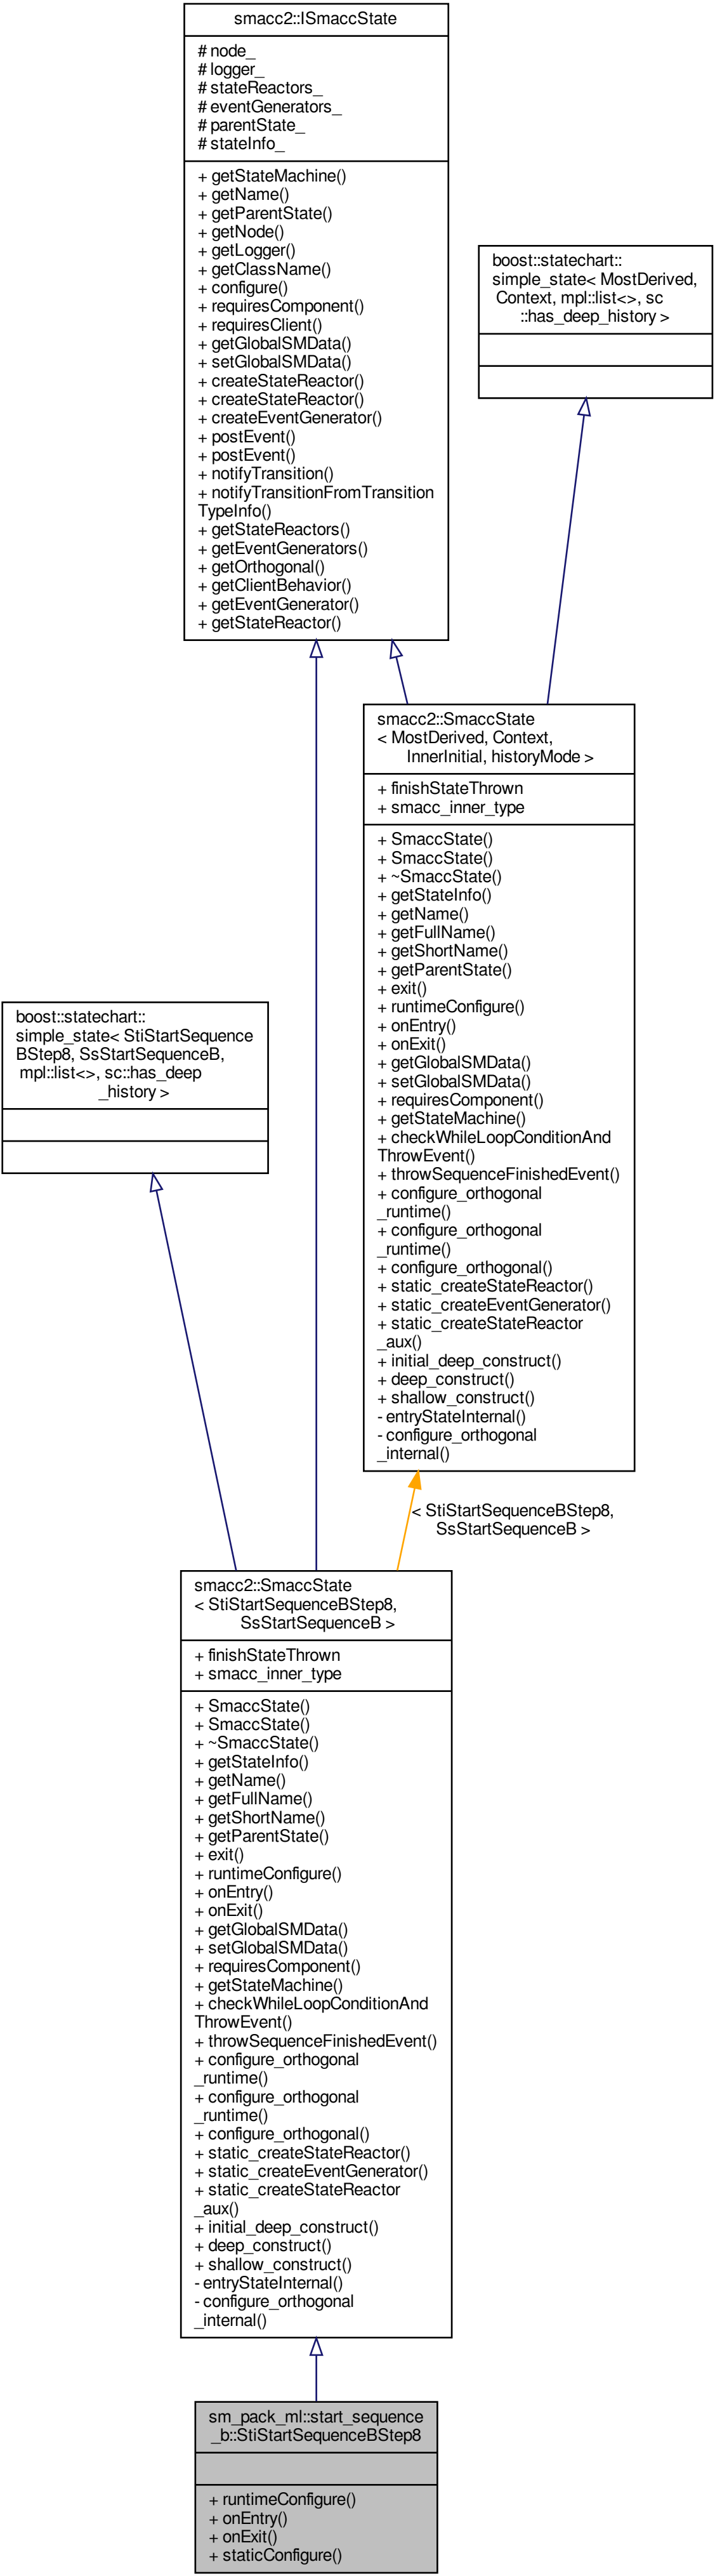 smacc2::ISmaccState
# node_
# logger_
# stateReactors_
# eventGenerators_
# parentState_
# stateInfo_
+ getStateMachine()
+ getName()
+ getParentState()
+ getNode()
+ getLogger()
+ getClassName()
+ configure()
+ requiresComponent()
+ requiresClient()
+ getGlobalSMData()
+ setGlobalSMData()
+ createStateReactor()
+ createStateReactor()
+ createEventGenerator()
+ postEvent()
+ postEvent()
+ notifyTransition()
+ notifyTransitionFromTransition
TypeInfo()
+ getStateReactors()
+ getEventGenerators()
+ getOrthogonal()
+ getClientBehavior()
+ getEventGenerator()
+ getStateReactor()
boost::statechart::
simple_state< MostDerived,
Context, mpl::list<>, sc
::has_deep_history >
smacc2::SmaccState
< MostDerived, Context,
InnerInitial, historyMode >
+ finishStateThrown
+ smacc_inner_type
+ SmaccState()
+ SmaccState()
+ ~SmaccState()
+ getStateInfo()
+ getName()
+ getFullName()
+ getShortName()
+ getParentState()
+ exit()
+ runtimeConfigure()
+ onEntry()
+ onExit()
+ getGlobalSMData()
+ setGlobalSMData()
+ requiresComponent()
+ getStateMachine()
+ checkWhileLoopConditionAnd
ThrowEvent()
+ throwSequenceFinishedEvent()
+ configure_orthogonal
_runtime()
+ configure_orthogonal
_runtime()
+ configure_orthogonal()
+ static_createStateReactor()
+ static_createEventGenerator()
+ static_createStateReactor
_aux()
+ initial_deep_construct()
+ deep_construct()
+ shallow_construct()
- entryStateInternal()
- configure_orthogonal
_internal()
boost::statechart::
simple_state< StiStartSequence
BStep8, SsStartSequenceB,
mpl::list<>, sc::has_deep
_history >
< StiStartSequenceBStep8,
SsStartSequenceB >
smacc2::SmaccState
< StiStartSequenceBStep8,
SsStartSequenceB >
+ finishStateThrown
+ smacc_inner_type
+ SmaccState()
+ SmaccState()
+ ~SmaccState()
+ getStateInfo()
+ getName()
+ getFullName()
+ getShortName()
+ getParentState()
+ exit()
+ runtimeConfigure()
+ onEntry()
+ onExit()
+ getGlobalSMData()
+ setGlobalSMData()
+ requiresComponent()
+ getStateMachine()
+ checkWhileLoopConditionAnd
ThrowEvent()
+ throwSequenceFinishedEvent()
+ configure_orthogonal
_runtime()
+ configure_orthogonal
_runtime()
+ configure_orthogonal()
+ static_createStateReactor()
+ static_createEventGenerator()
+ static_createStateReactor
_aux()
+ initial_deep_construct()
+ deep_construct()
+ shallow_construct()
- entryStateInternal()
- configure_orthogonal
_internal()
sm_pack_ml::start_sequence
_b::StiStartSequenceBStep8
+ runtimeConfigure()
+ onEntry()
+ onExit()
+ staticConfigure()